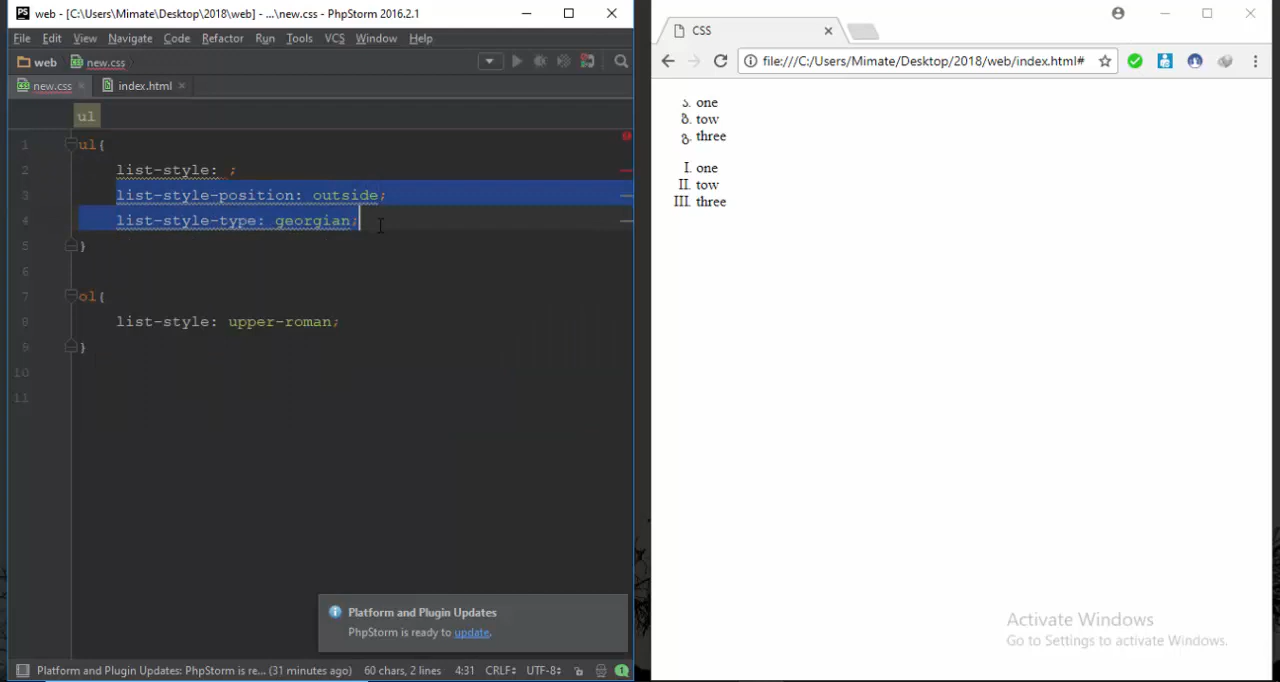 web - [C:\Users\Mimate\Desktop\2018\web] - ...\new.css - PhpStorm 2016.2.1
File Edit View Navigate Code Refactor Run Tools VCS Window Help
web new.css
new.css index.html
ul
1 ul{
2 list-style: ;
3 list-style-position: outside;
4 list-style-type: georgian;
5 }
6
7 ol{
8 list-style: upper-roman;
9 }
10
11
Platform and Plugin Updates
PhpStorm is ready to update.
Platform and Plugin Updates: PhpStorm is re... (31 minutes ago) 60 chars, 2 lines 4:31 CRLF UTF-8
CSS
file:///C:/Users/Mimate/Desktop/2018/web/index.html#
ა. one
ბ. tow
გ. three
I. one
II. tow
III. three
Activate Windows
Go to Settings to activate Windows.